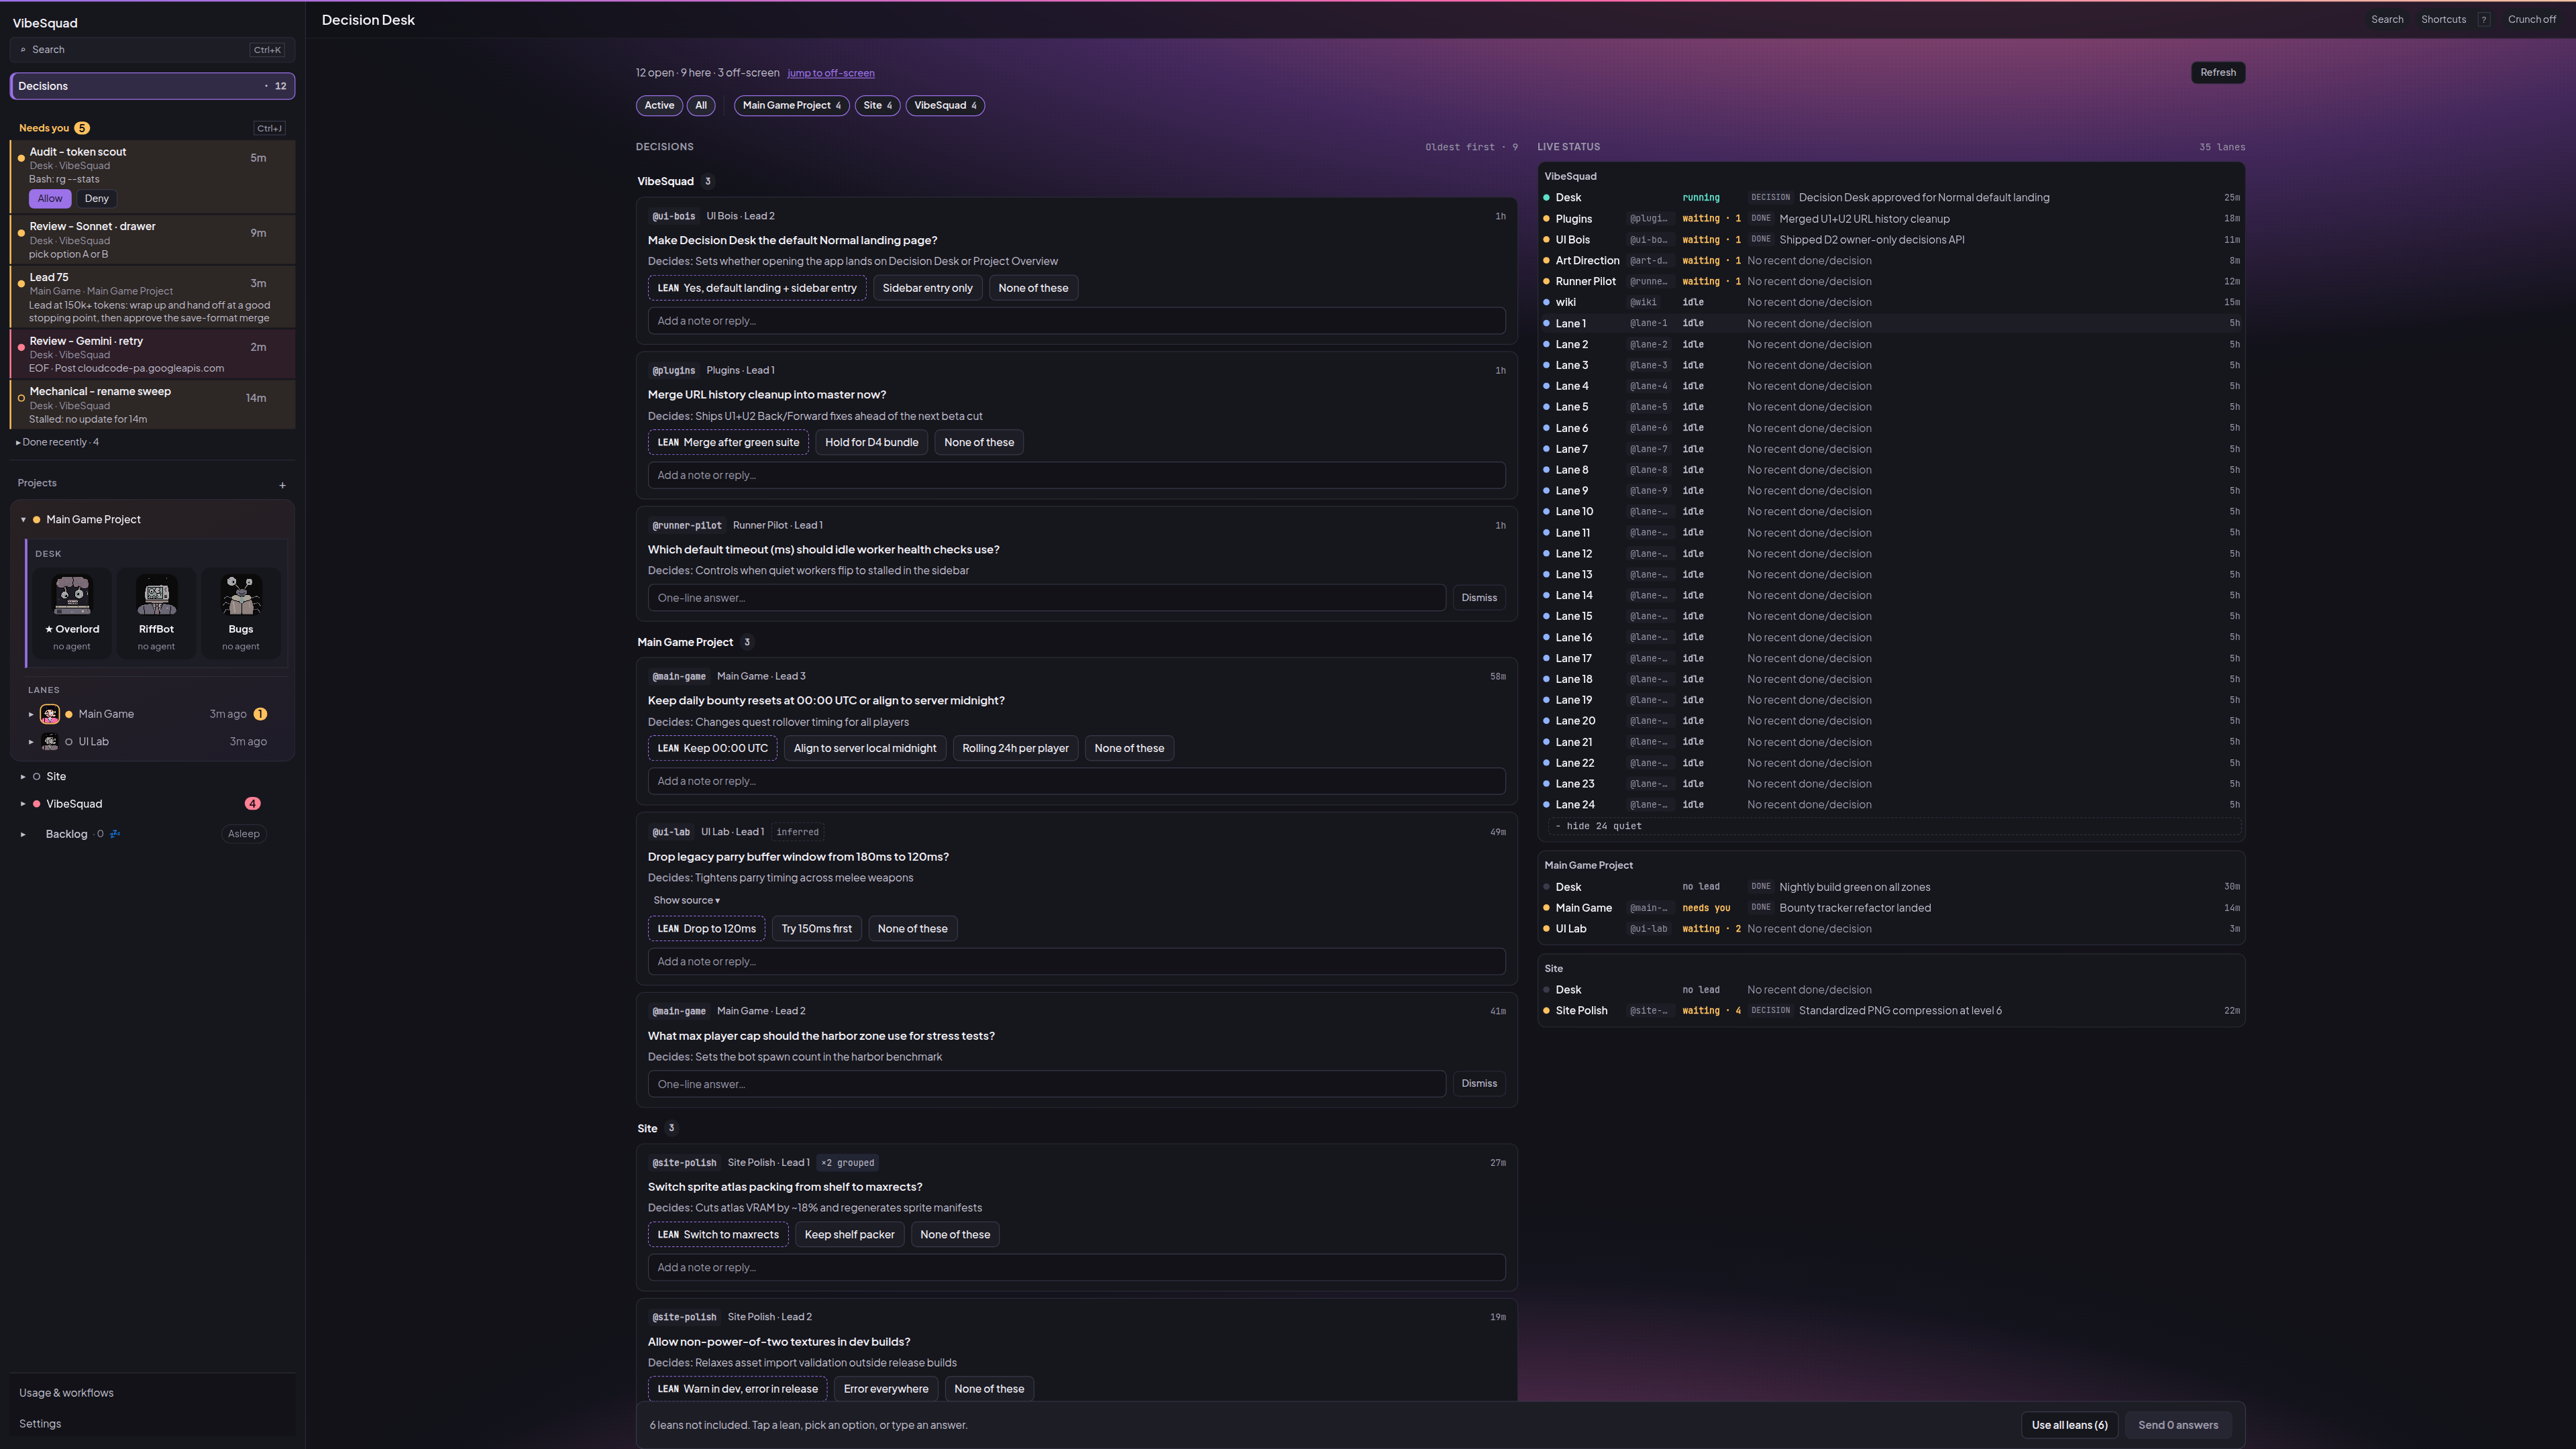 VibeSquad
Search Ctrl+K
Decisions · 12
Needs you 5 Ctrl+J
Audit – token scout 5m
Desk · VibeSquad
Bash: rg --stats
Allow Deny
Review – Sonnet · drawer 9m
Desk · VibeSquad
pick option A or B
Lead 75 3m
Main Game · Main Game Project
Lead at 150k+ tokens: wrap up and hand off at a good
stopping point, then approve the save-format merge
Review – Gemini · retry 2m
Desk · VibeSquad
EOF · Post cloudcode-pa.googleapis.com
Mechanical – rename sweep 14m
Desk · VibeSquad
Stalled: no update for 14m
▸ Done recently · 4
Projects +
▾ Main Game Project
DESK
★ Overlord RiffBot Bugs
no agent no agent no agent
LANES
▸ Main Game 3m ago 1
▸ UI Lab 3m ago
▸ Site
▸ VibeSquad 4
▸ Backlog · 0 💤 Asleep
Usage & workflows
Settings
Decision Desk
Search Shortcuts ? Crunch off
12 open · 9 here · 3 off-screen jump to off-screen
Refresh
Active All Main Game Project 4 Site 4 VibeSquad 4
DECISIONS Oldest first · 9
VibeSquad 3
@ui-bois UI Bois · Lead 2 1h
Make Decision Desk the default Normal landing page?
Decides: Sets whether opening the app lands on Decision Desk or Project Overview
LEAN Yes, default landing + sidebar entry Sidebar entry only None of these
Add a note or reply…
@plugins Plugins · Lead 1 1h
Merge URL history cleanup into master now?
Decides: Ships U1+U2 Back/Forward fixes ahead of the next beta cut
LEAN Merge after green suite Hold for D4 bundle None of these
Add a note or reply…
@runner-pilot Runner Pilot · Lead 1 1h
Which default timeout (ms) should idle worker health checks use?
Decides: Controls when quiet workers flip to stalled in the sidebar
One-line answer… Dismiss
Main Game Project 3
@main-game Main Game · Lead 3 58m
Keep daily bounty resets at 00:00 UTC or align to server midnight?
Decides: Changes quest rollover timing for all players
LEAN Keep 00:00 UTC Align to server local midnight Rolling 24h per player None of these
Add a note or reply…
@ui-lab UI Lab · Lead 1 inferred 49m
Drop legacy parry buffer window from 180ms to 120ms?
Decides: Tightens parry timing across melee weapons
Show source ▾
LEAN Drop to 120ms Try 150ms first None of these
Add a note or reply…
@main-game Main Game · Lead 2 41m
What max player cap should the harbor zone use for stress tests?
Decides: Sets the bot spawn count in the harbor benchmark
One-line answer… Dismiss
Site 3
@site-polish Site Polish · Lead 1 ×2 grouped 27m
Switch sprite atlas packing from shelf to maxrects?
Decides: Cuts atlas VRAM by ~18% and regenerates sprite manifests
LEAN Switch to maxrects Keep shelf packer None of these
Add a note or reply…
@site-polish Site Polish · Lead 2 19m
Allow non-power-of-two textures in dev builds?
Decides: Relaxes asset import validation outside release builds
LEAN Warn in dev, error in release Error everywhere None of these
6 leans not included. Tap a lean, pick an option, or type an answer.
Use all leans (6) Send 0 answers
LIVE STATUS 35 lanes
VibeSquad
Desk running DECISION Decision Desk approved for Normal default landing 25m
Plugins @plugi… waiting · 1 DONE Merged U1+U2 URL history cleanup 18m
UI Bois @ui-bo… waiting · 1 DONE Shipped D2 owner-only decisions API 11m
Art Direction @art-d… waiting · 1 No recent done/decision 8m
Runner Pilot @runne… waiting · 1 No recent done/decision 12m
wiki @wiki idle No recent done/decision 15m
Lane 1 @lane-1 idle No recent done/decision 5h
Lane 2 @lane-2 idle No recent done/decision 5h
Lane 3 @lane-3 idle No recent done/decision 5h
Lane 4 @lane-4 idle No recent done/decision 5h
Lane 5 @lane-5 idle No recent done/decision 5h
Lane 6 @lane-6 idle No recent done/decision 5h
Lane 7 @lane-7 idle No recent done/decision 5h
Lane 8 @lane-8 idle No recent done/decision 5h
Lane 9 @lane-9 idle No recent done/decision 5h
Lane 10 @lane-… idle No recent done/decision 5h
Lane 11 @lane-… idle No recent done/decision 5h
Lane 12 @lane-… idle No recent done/decision 5h
Lane 13 @lane-… idle No recent done/decision 5h
Lane 14 @lane-… idle No recent done/decision 5h
Lane 15 @lane-… idle No recent done/decision 5h
Lane 16 @lane-… idle No recent done/decision 5h
Lane 17 @lane-… idle No recent done/decision 5h
Lane 18 @lane-… idle No recent done/decision 5h
Lane 19 @lane-… idle No recent done/decision 5h
Lane 20 @lane-… idle No recent done/decision 5h
Lane 21 @lane-… idle No recent done/decision 5h
Lane 22 @lane-… idle No recent done/decision 5h
Lane 23 @lane-… idle No recent done/decision 5h
Lane 24 @lane-… idle No recent done/decision 5h
- hide 24 quiet
Main Game Project
Desk no lead DONE Nightly build green on all zones 30m
Main Game @main-… needs you DONE Bounty tracker refactor landed 14m
UI Lab @ui-lab waiting · 2 No recent done/decision 3m
Site
Desk no lead No recent done/decision
Site Polish @site-… waiting · 4 DECISION Standardized PNG compression at level 6 22m